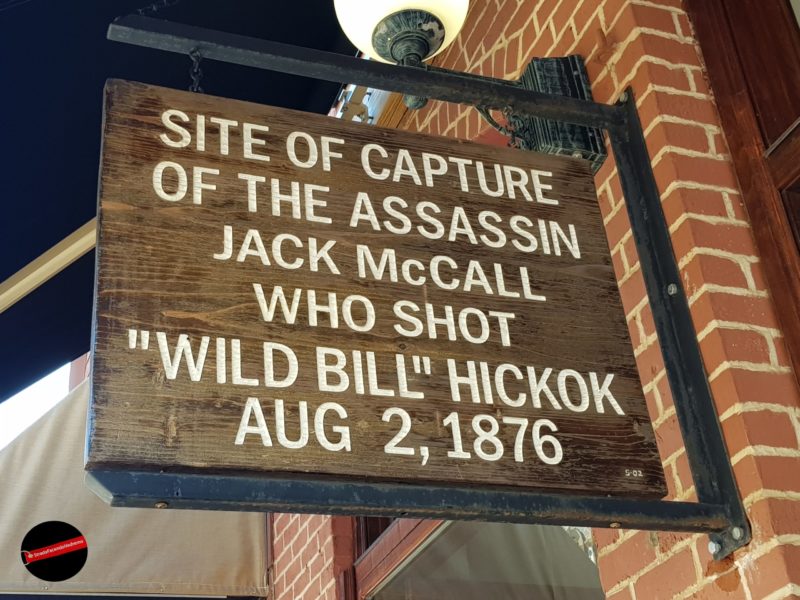 SITE OF CAPTURE
OF THE ASSASSIN
JACK McCALL
WHO SHOT
"WILD BILL" HICKOK
AUG 2, 1876